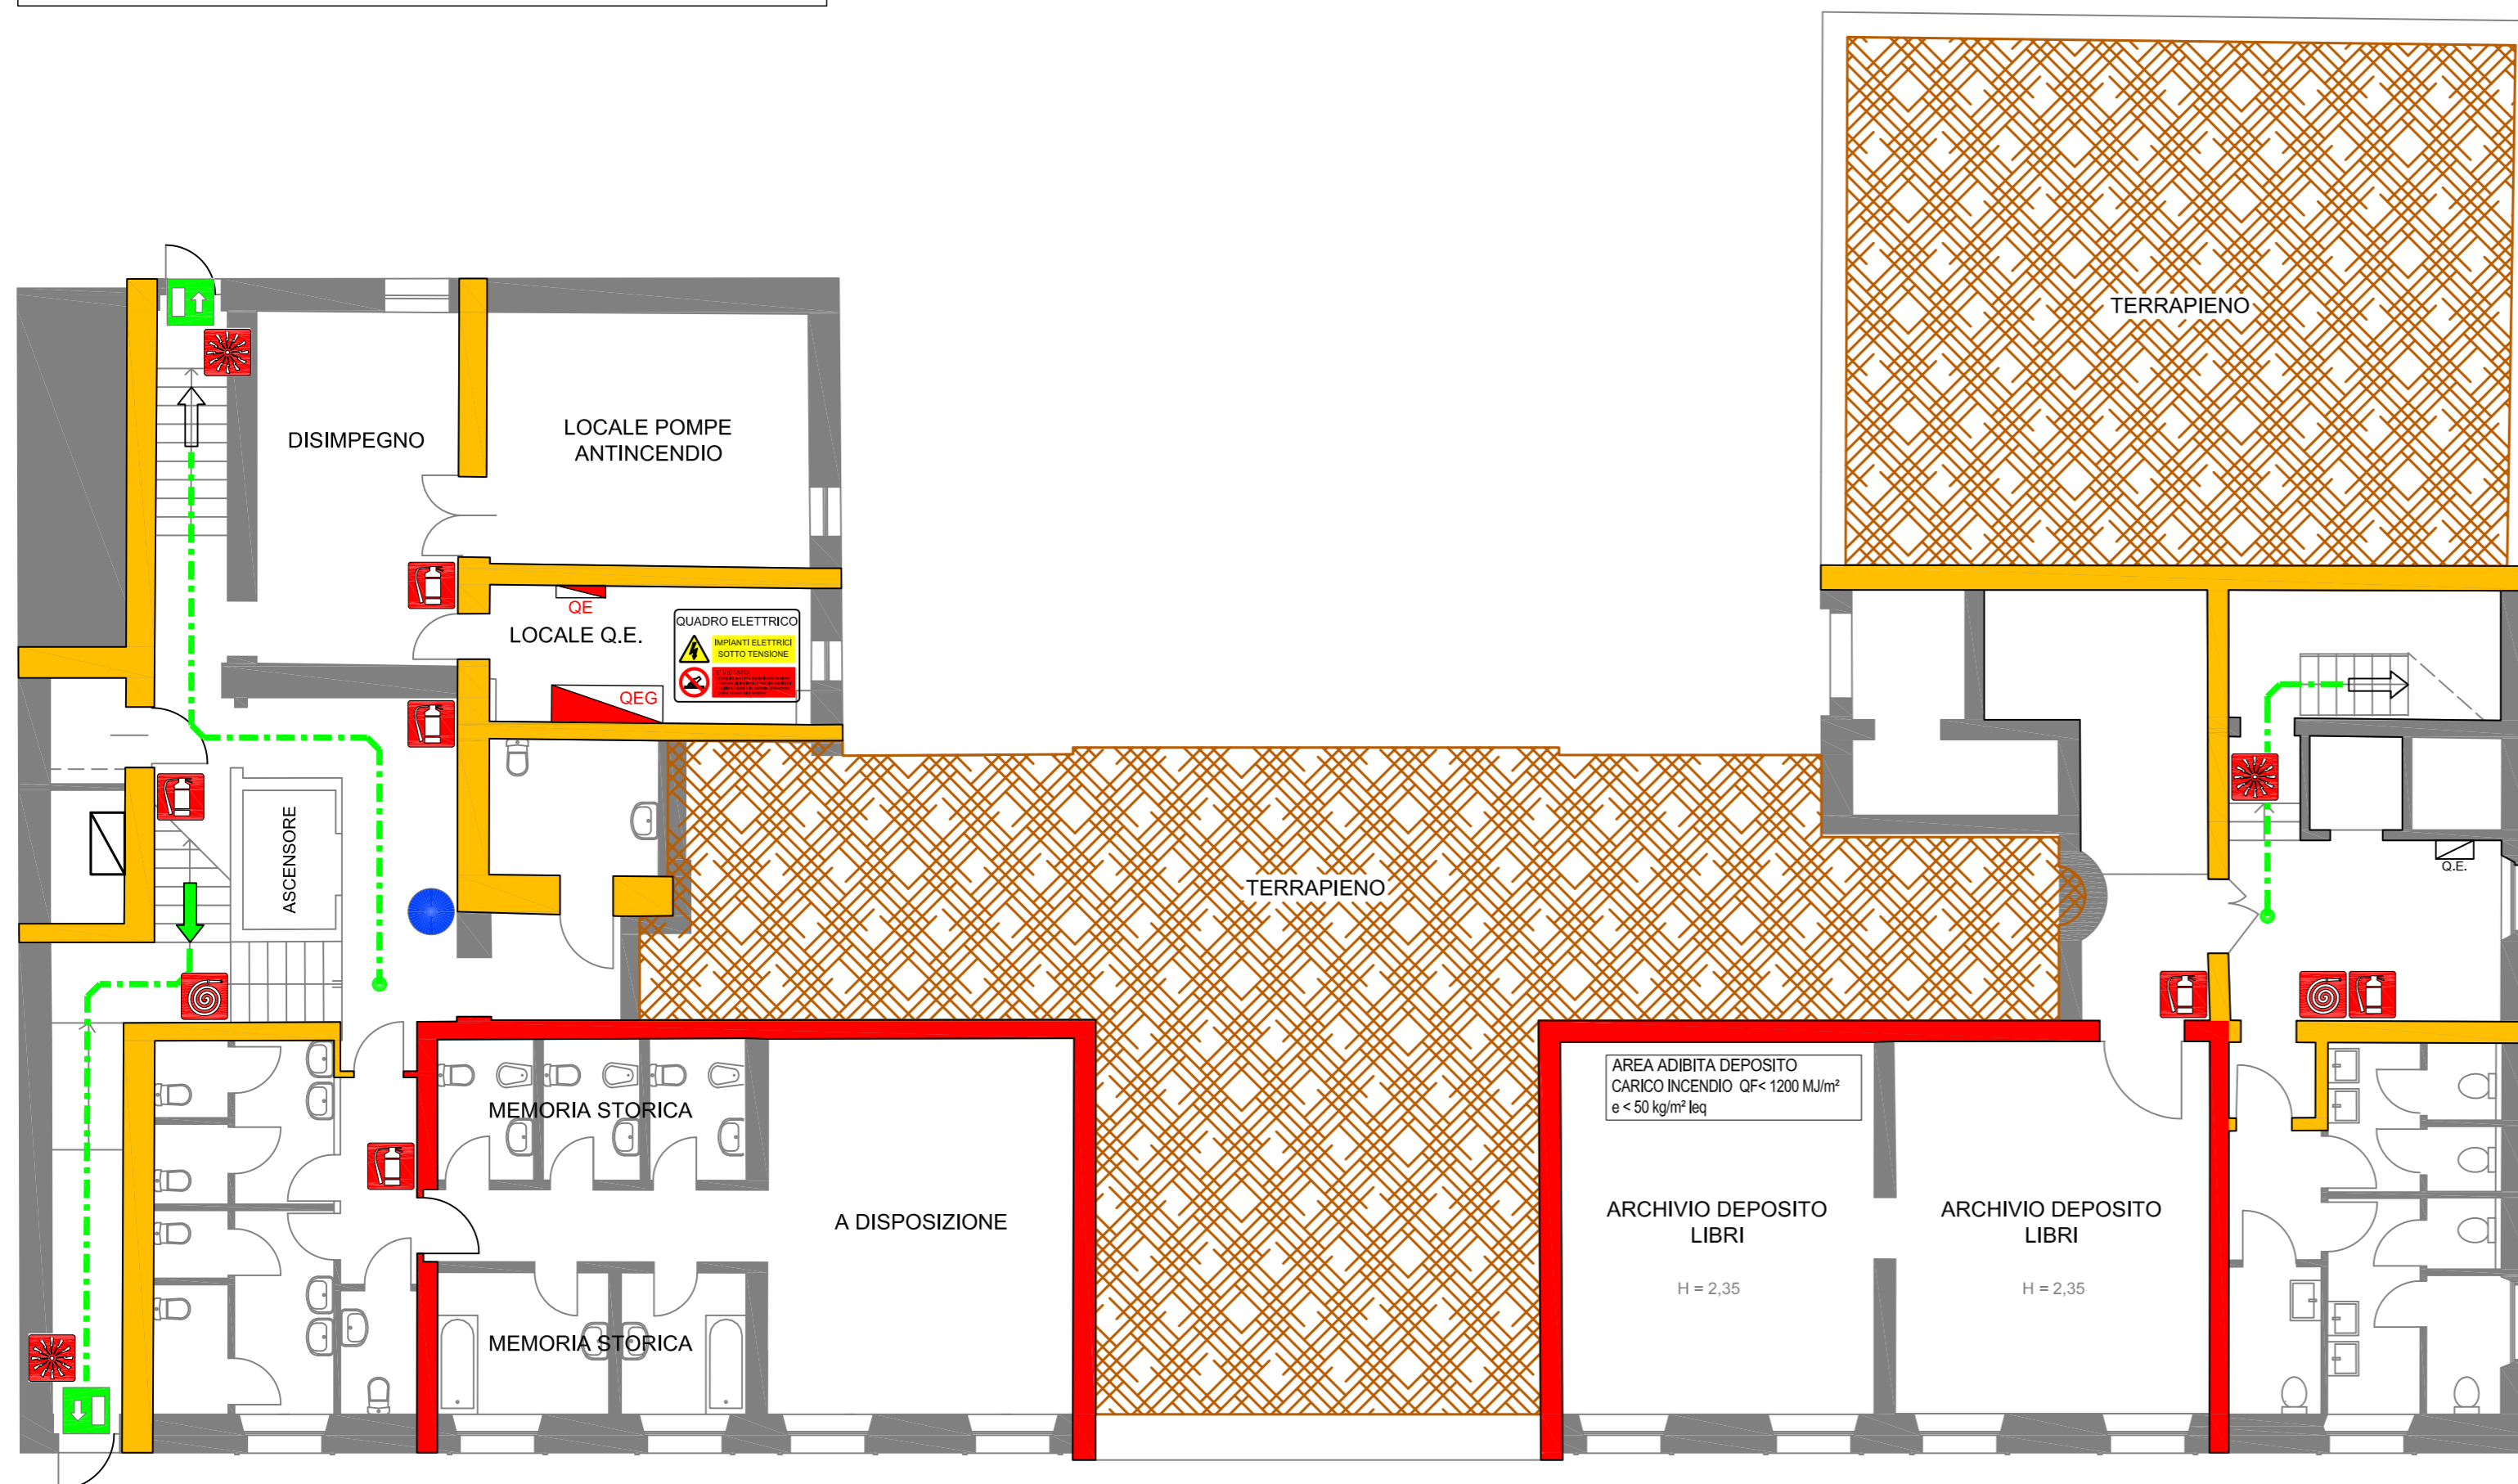 TERRAPIENO
DISIMPEGNO
LOCALE POMPE
ANTINCENDIO
QE
LOCALE Q.E.
QUADRO ELETTRICO
IMPIANTI ELETTRICI
SOTTO TENSIONE
QEG
ASCENSORE
TERRAPIENO
Q.E.
MEMORIA STORICA
A DISPOSIZIONE
MEMORIA STORICA
AREA ADIBITA DEPOSITO
CARICO INCENDIO QF< 1200 MJ/m²
e < 50 kg/m² leq
ARCHIVIO DEPOSITO
LIBRI
H = 2,35
ARCHIVIO DEPOSITO
LIBRI
H = 2,35